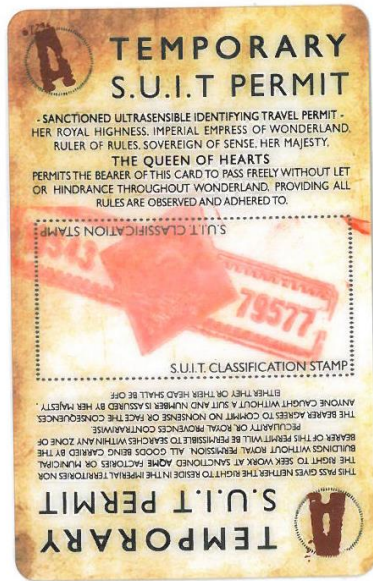 A
TEMPORARY
S.U.I.T PERMIT
- SANCTIONED ULTRASENSIBLE IDENTIFYING TRAVEL PERMIT -
HER ROYAL HIGHNESS, IMPERIAL EMPRESS OF WONDERLAND,
RULER OF RULES, SOVEREIGN OF SENSE, HER MAJESTY,
THE QUEEN OF HEARTS
PERMITS THE BEARER OF THIS CARD TO PASS FREELY WITHOUT LET
OR HINDRANCE THROUGHOUT WONDERLAND, PROVIDING ALL
RULES ARE OBSERVED AND ADHERED TO.
S.U.I.T. CLASSIFICATION STAMP
79577
S.U.I.T. CLASSIFICATION STAMP
A
TEMPORARY
S.U.I.T PERMIT
THIS PASS GIVES NETHER THE RIGHT TO RESIDE IN THE IMPERIAL TERRITORIES NOR
THE RIGHT TO SEEK WORK AT SANCTIONED AQME FACTORIES OR MUNICIPAL
BUILDINGS WITHOUT ROYAL PERMISSION. ALL GOODS BEING CARRIED BY THE
BEARER OF THIS PERMIT WILL BE PERMISSIBLE TO SEARCHES WITHIN ANY ZONE OF
PECULIARITY OR ROYAL PROVENCES CONTRARIWISE.
THE BEARER AGREES TO COMMIT NO NONSENSE OR FACE THE CONSEQUENCES.
ANYONE CAUGHT WITHOUT A SUIT AND NUMBER IS ASSURED BY HER MAJESTY,
EITHER THEY OR THEIR HEAD SHALL BE OFF